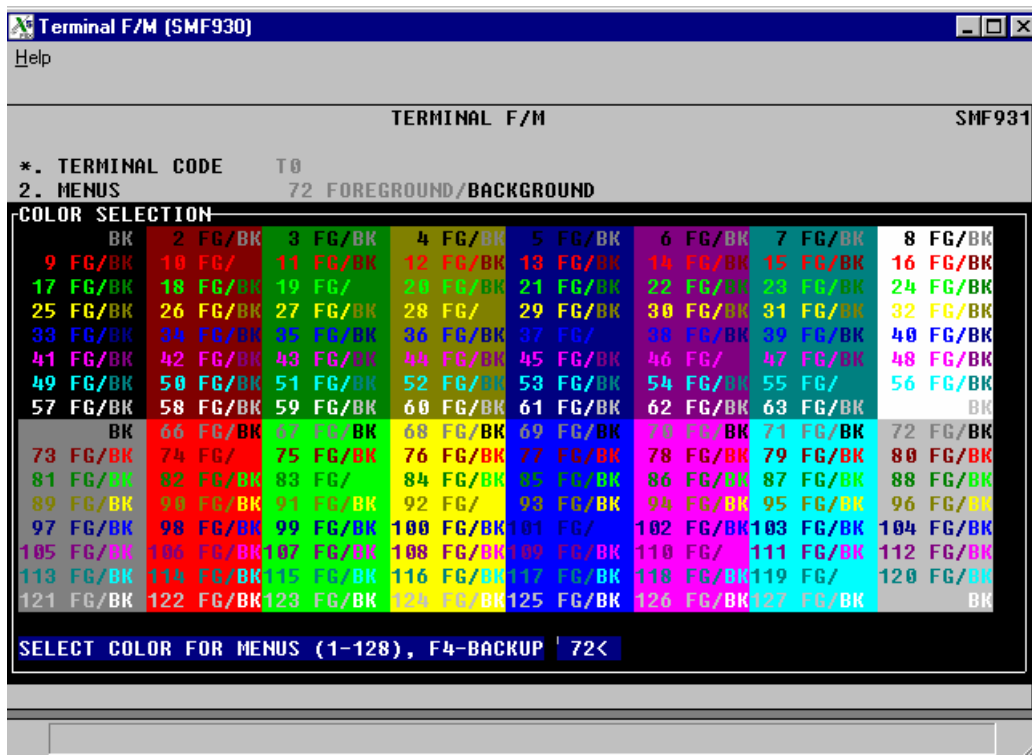 Terminal F/M (SMF930)
Help
TERMINAL F/M SMF931
*. TERMINAL CODE T0
2. MENUS 72 FOREGROUND/BACKGROUND
COLOR SELECTION
BK 2 FG/BK 3 FG/BK 4 FG/BK 5 FG/BK 6 FG/BK 7 FG/BK 8 FG/BK
9 FG/BK 10 FG/ 11 FG/BK 12 FG/BK 13 FG/BK 14 FG/BK 15 FG/BK 16 FG/BK
17 FG/BK 18 FG/BK 19 FG/ 20 FG/BK 21 FG/BK 22 FG/BK 23 FG/BK 24 FG/BK
25 FG/BK 26 FG/BK 27 FG/BK 28 FG/ 29 FG/BK 30 FG/BK 31 FG/BK 32 FG/BK
33 FG/BK 34 FG/BK 35 FG/BK 36 FG/BK 37 FG/ 38 FG/BK 39 FG/BK 40 FG/BK
41 FG/BK 42 FG/BK 43 FG/BK 44 FG/BK 45 FG/BK 46 FG/ 47 FG/BK 48 FG/BK
49 FG/BK 50 FG/BK 51 FG/BK 52 FG/BK 53 FG/BK 54 FG/BK 55 FG/ 56 FG/BK
57 FG/BK 58 FG/BK 59 FG/BK 60 FG/BK 61 FG/BK 62 FG/BK 63 FG/BK BK
BK 66 FG/BK 67 FG/BK 68 FG/BK 69 FG/BK 70 FG/BK 71 FG/BK 72 FG/BK
73 FG/BK 74 FG/ 75 FG/BK 76 FG/BK 77 FG/BK 78 FG/BK 79 FG/BK 80 FG/BK
81 FG/BK 82 FG/BK 83 FG/ 84 FG/BK 85 FG/BK 86 FG/BK 87 FG/BK 88 FG/BK
89 FG/BK 90 FG/BK 91 FG/BK 92 FG/ 93 FG/BK 94 FG/BK 95 FG/BK 96 FG/BK
97 FG/BK 98 FG/BK 99 FG/BK 100 FG/BK 101 FG/ 102 FG/BK 103 FG/BK 104 FG/BK
105 FG/BK 106 FG/BK 107 FG/BK 108 FG/BK 109 FG/BK 110 FG/ 111 FG/BK 112 FG/BK
113 FG/BK 114 FG/BK 115 FG/BK 116 FG/BK 117 FG/BK 118 FG/BK 119 FG/ 120 FG/BK
121 FG/BK 122 FG/BK 123 FG/BK 124 FG/BK 125 FG/BK 126 FG/BK 127 FG/BK BK
SELECT COLOR FOR MENUS (1-128), F4-BACKUP ' 72<